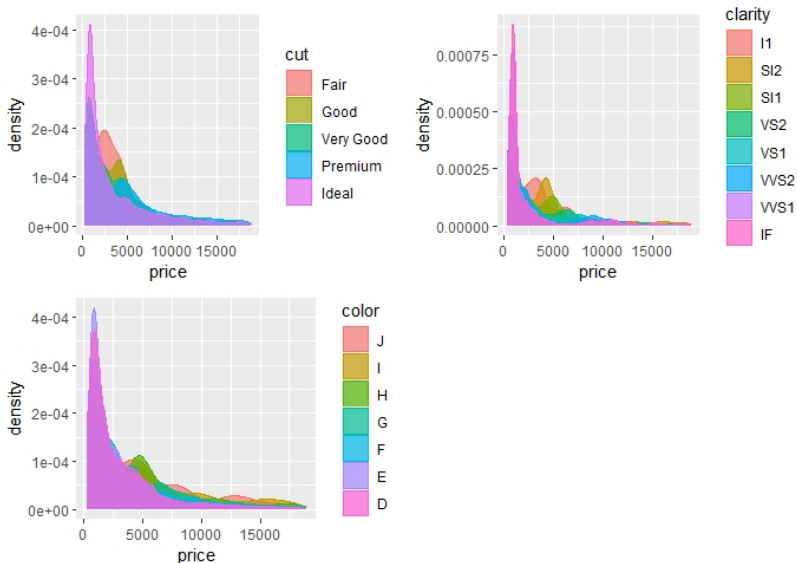 4e-04
3e-04
2e-04
1e-04
0e+00
density
0 5000 10000 15000
price
cut
Fair
Good
Very Good
Premium
Ideal
0.00075
0.00050
0.00025
0.00000
density
0 5000 10000 15000
price
clarity
I1
SI2
SI1
VS2
VS1
VVS2
VVS1
IF
4e-04
3e-04
2e-04
1e-04
0e+00
density
0 5000 10000 15000
price
color
J
I
H
G
F
E
D